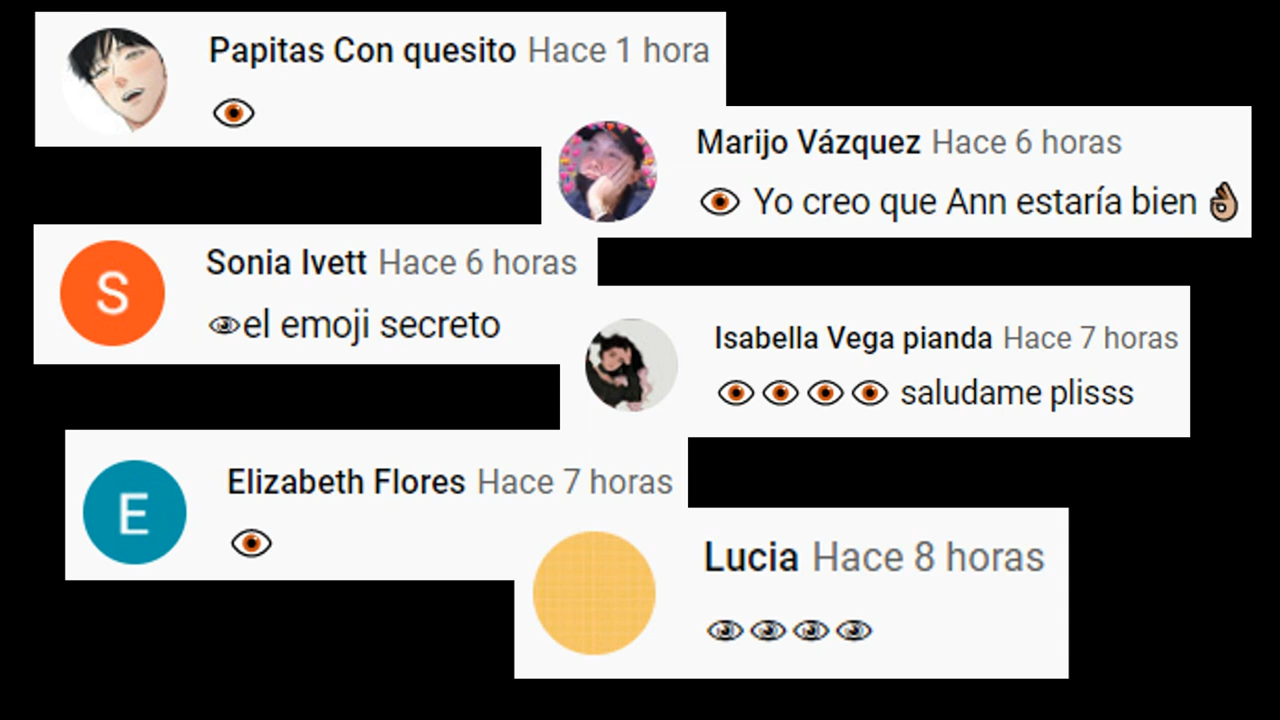 Papitas Con quesito Hace 1 hora
👁
Marijo Vázquez Hace 6 horas
👁 Yo creo que Ann estaría bien 👌🏽
Sonia Ivett Hace 6 horas
S
👁el emoji secreto
Isabella Vega pianda Hace 7 horas
👁👁👁👁 saludame plisss
Elizabeth Flores Hace 7 horas
E
👁
Lucia Hace 8 horas
👁👁👁👁